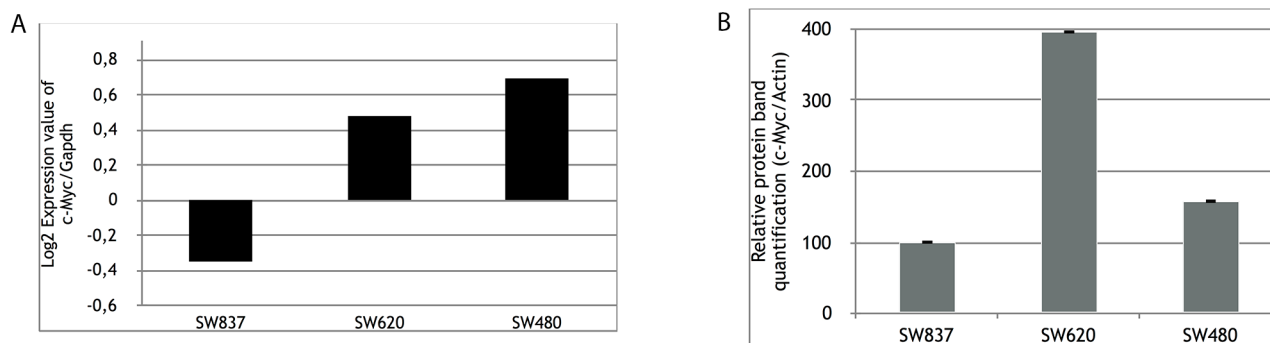 A
Log2 Expression value of
c-Myc/Gapdh
0,8
0,6
0,4
0,2
0
-0,2
-0,4
-0,6
SW837
SW620
SW480
B
Relative protein band
quantification (c-Myc/Actin)
400
300
200
100
0
SW837
SW620
SW480